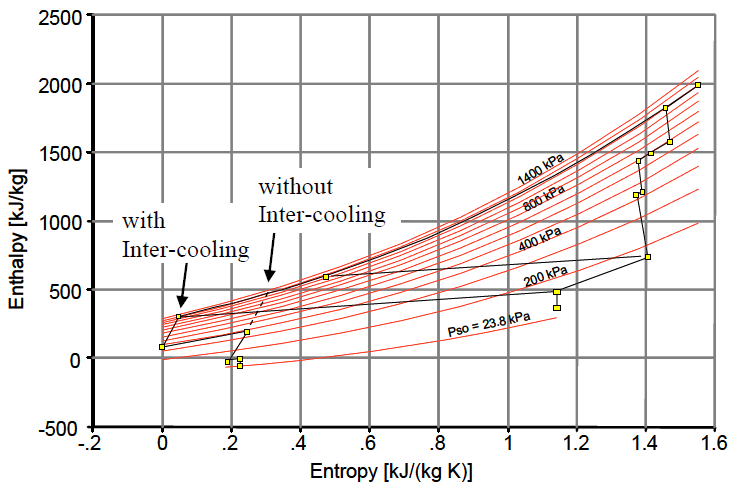 2500
2000
1500
1000
500
0
-500
Enthalpy [kJ/kg]
-.2
0
.2
.4
.6
.8
1
1.2
1.4
1.6
Entropy [kJ/(kg K)]
with
Inter-cooling
without
Inter-cooling
1400 kPa
800 kPa
400 kPa
200 kPa
Pso = 23.8 kPa